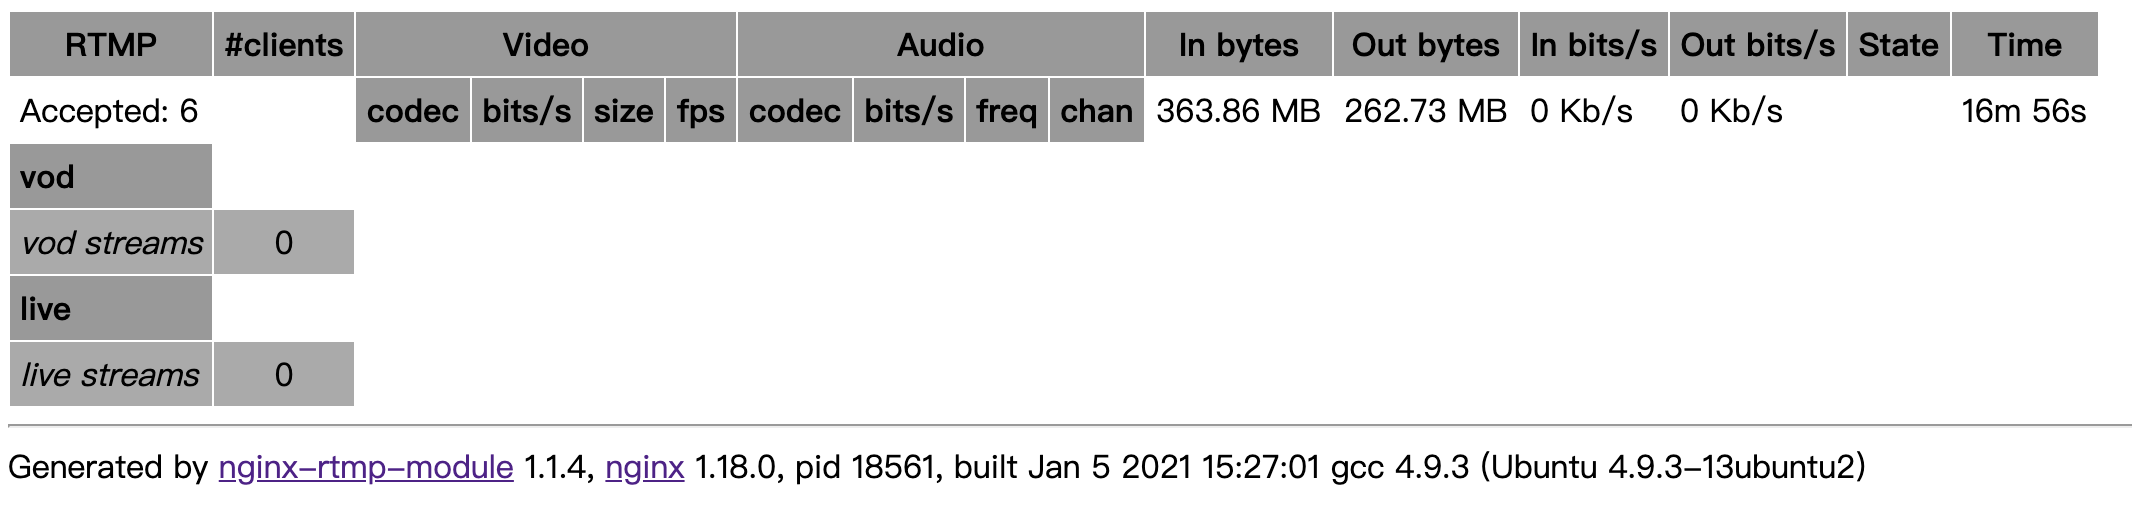 RTMP #clients Video Audio In bytes Out bytes In bits/s Out bits/s State Time
Accepted: 6 codec bits/s size fps codec bits/s freq chan 363.86 MB 262.73 MB 0 Kb/s 0 Kb/s 16m 56s
vod
vod streams 0
live
live streams 0
Generated by nginx-rtmp-module 1.1.4, nginx 1.18.0, pid 18561, built Jan 5 2021 15:27:01 gcc 4.9.3 (Ubuntu 4.9.3-13ubuntu2)